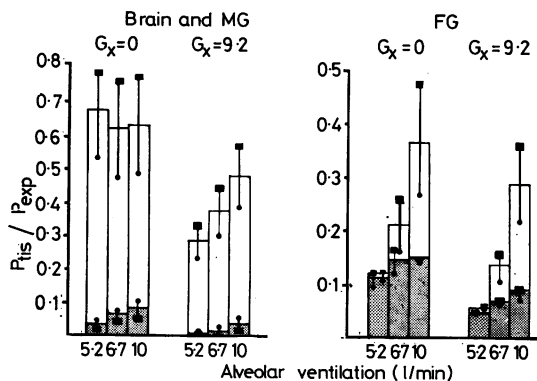 Brain and MG
FG
Gx=0 Gx=9·2
Gx=0 Gx=9·2
Ptis / Pexp
0·8
0·7
0·6
0·5
0·4
0·3
0·2
0·1
0·5
0·4
0·3
0·2
0·1
5·2 6·7 10 5·2 6·7 10
5·2 6·7 10 5·2 6·7 10
Alveolar ventilation (l/min)